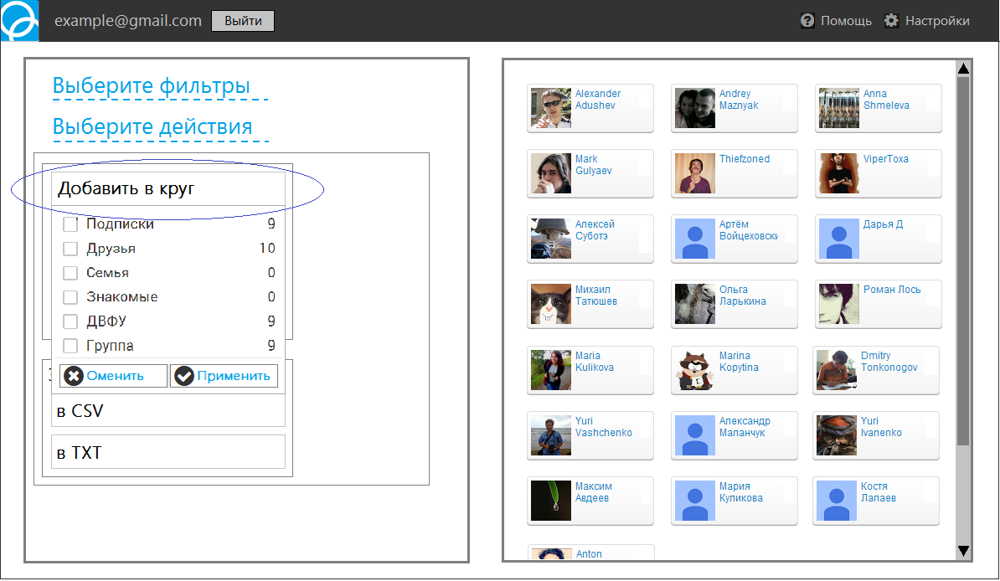 example@gmail.com
Выйти
Помощь
Настройки
Выберите фильтры
Выберите действия
Добавить в круг
Подписки 9
Друзья 10
Семья 0
Знакомые 0
ДВФУ 9
Группа 9
Оменить
Применить
в CSV
в TXT
Alexander
Adushev
Andrey
Maznyak
Anna
Shmeleva
Mark
Gulyaev
Thiefzoned
ViperToxa
Алексей
Суботэ
Артём
Войцеховски
Дарья Д
Михаил
Татюшев
Ольга
Ларькина
Роман Лось
Maria
Kulikova
Marina
Kopytina
Dmitry
Tonkonogov
Yuri
Vashchenko
Александр
Маланчук
Yuri
Ivanenko
Максим
Авдеев
Мария
Куликова
Костя
Лапаев
Anton